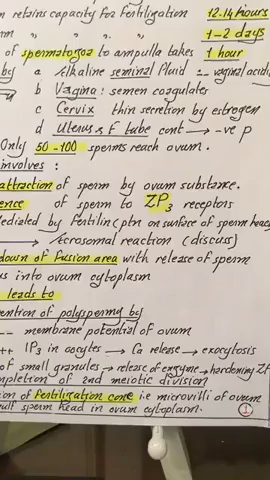 retains capacity for fertilization 12.14 hours
" " " 1-2 days
of spermatozoa to ampulla takes 1 hour
by a Alkaline seminal fluid -- vaginal acidi
b Vagina: semen coagulates
c Cervix thin secretion by estrogen
d Uterus & F tube cont → -ve p
Only 50-100 sperms reach ovum.
involves:
attraction of sperm by ovum substance.
ence of sperm to ZP3 receptors
ediated by Fertilin (ptn on surface of sperm head
→ Acrosomal reaction (discuss)
down of fusion area with release of sperm
us into ovum cytoplasm
leads to
ention of polyspermy by
-- membrane potential of ovum
++ IP3 in oocytes → Ca release → exocytosis
of small granules → release of enzyme → hardening ZP
mpletion of 2nd meiotic division
ion of fertilization cone i.e microvilli of ovum
ulf sperm head in ovum cytoplasm. 1